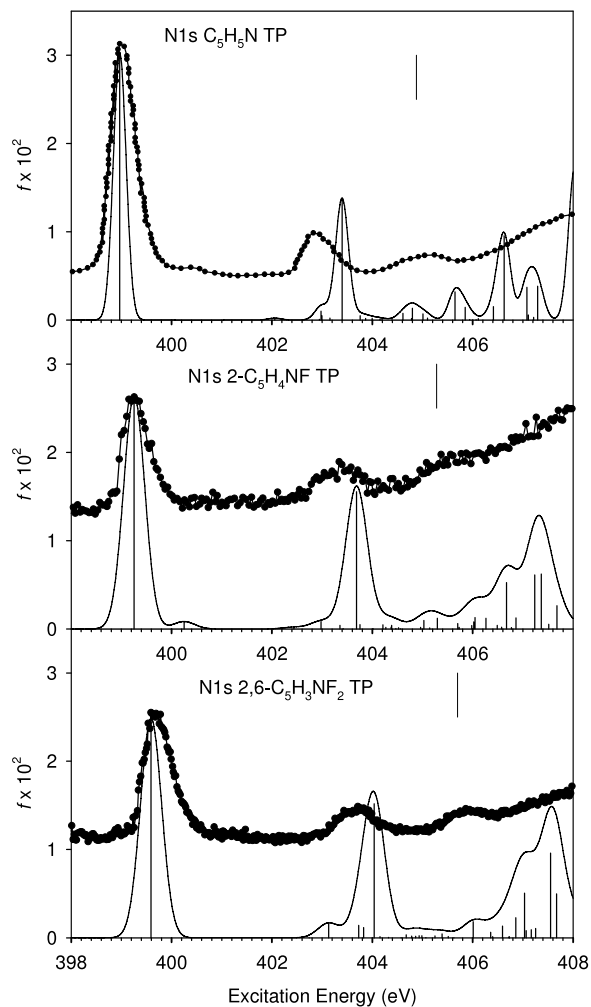 N1s C₅H₅N TP
3
2
1
0
f x 10²
400 402 404 406
N1s 2-C₅H₄NF TP
3
2
1
0
f x 10²
400 402 404 406
N1s 2,6-C₅H₃NF₂ TP
3
2
1
0
f x 10²
398 400 402 404 406 408
Excitation Energy (eV)